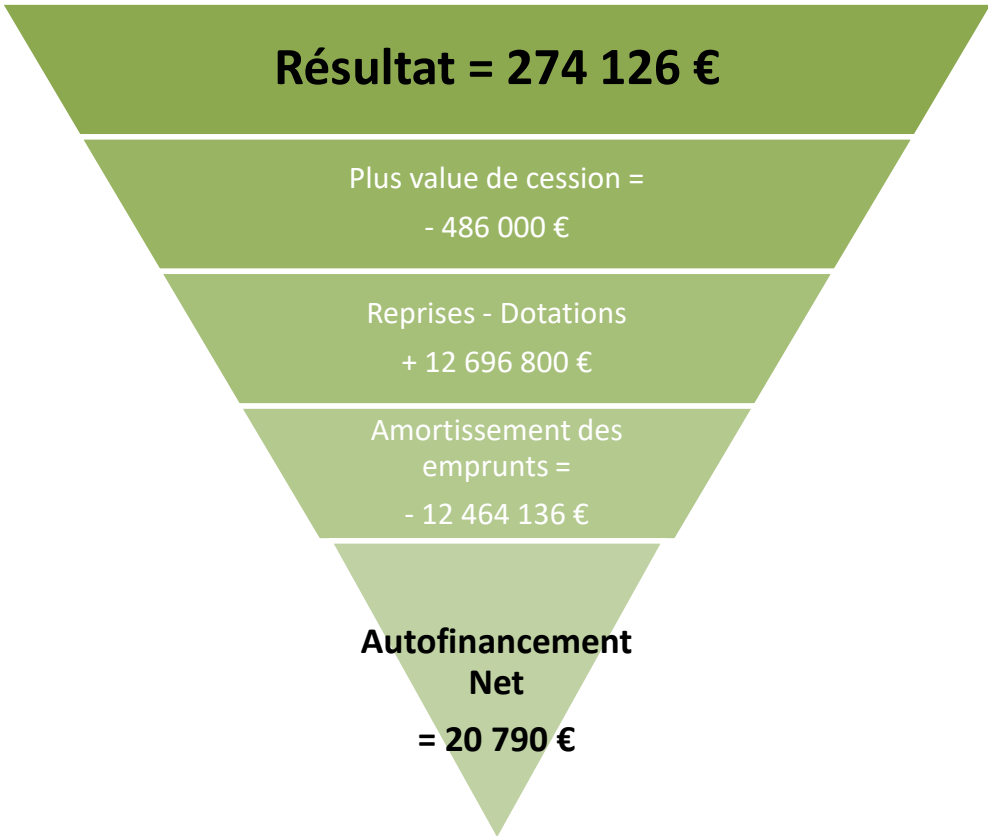 Résultat = 274 126 €
Plus value de cession =
- 486 000 €
Reprises - Dotations
+ 12 696 800 €
Amortissement des
emprunts =
- 12 464 136 €
Autofinancement
Net
= 20 790 €